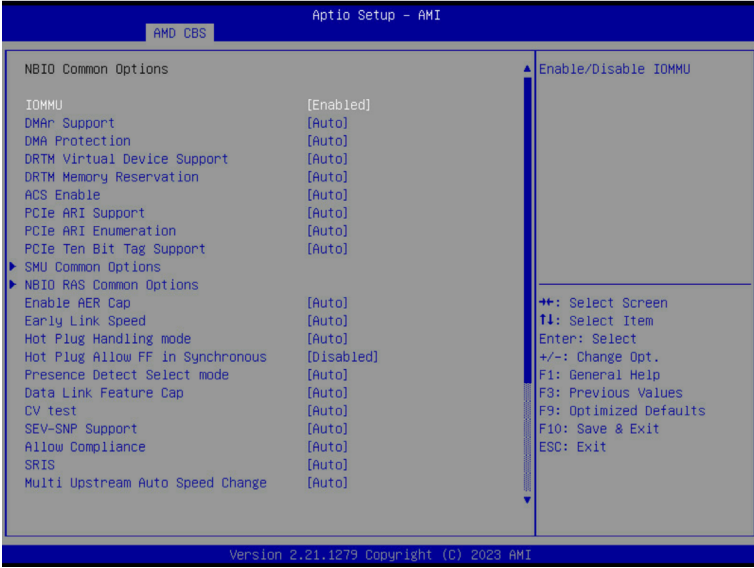 Aptio Setup - AMI
AMD CBS
NBIO Common Options
IOMMU [Enabled]
DMAr Support [Auto]
DMA Protection [Auto]
DRTM Virtual Device Support [Auto]
DRTM Memory Reservation [Auto]
ACS Enable [Auto]
PCIe ARI Support [Auto]
PCIe ARI Enumeration [Auto]
PCIe Ten Bit Tag Support [Auto]
SMU Common Options
NBIO RAS Common Options
Enable AER Cap [Auto]
Early Link Speed [Auto]
Hot Plug Handling mode [Auto]
Hot Plug Allow FF in Synchronous [Disabled]
Presence Detect Select mode [Auto]
Data Link Feature Cap [Auto]
CV test [Auto]
SEV-SNP Support [Auto]
Allow Compliance [Auto]
SRIS [Auto]
Multi Upstream Auto Speed Change [Auto]
Enable/Disable IOMMU
→←: Select Screen
↑↓: Select Item
Enter: Select
+/-: Change Opt.
F1: General Help
F3: Previous Values
F9: Optimized Defaults
F10: Save & Exit
ESC: Exit
Version 2.21.1279 Copyright (C) 2023 AMI